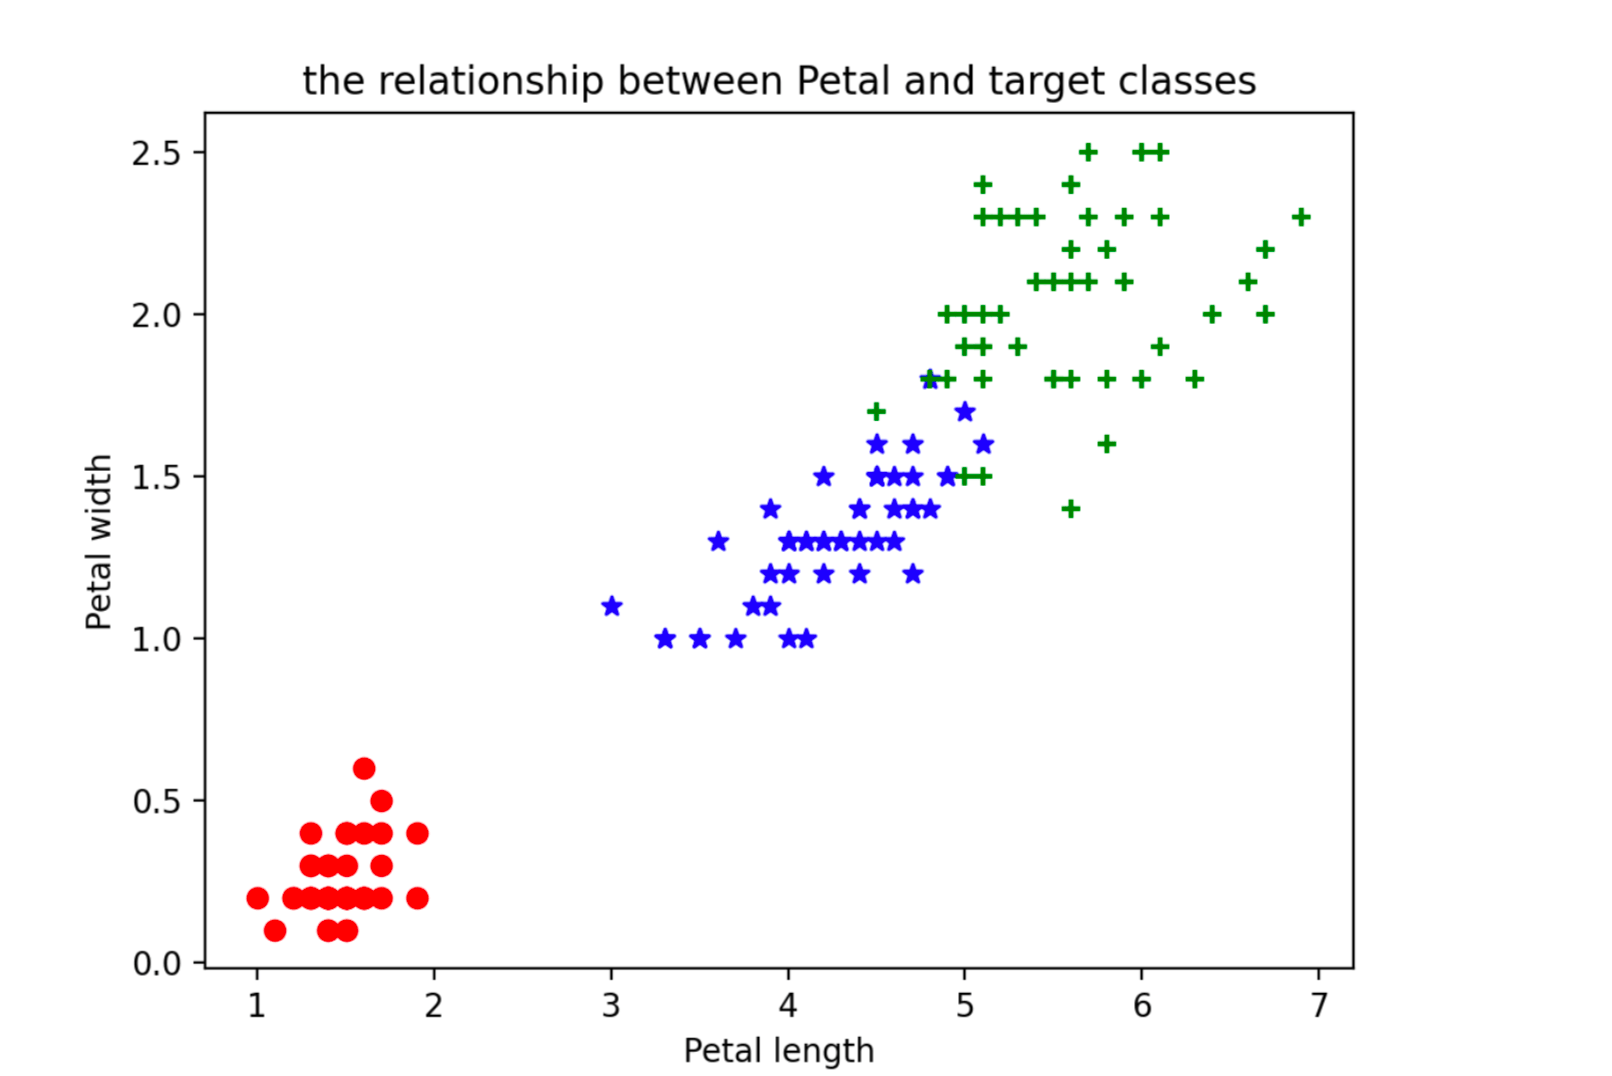 the relationship between Petal and target classes
2.5
2.0
1.5
1.0
0.5
0.0
Petal width
1 2 3 4 5 6 7
Petal length